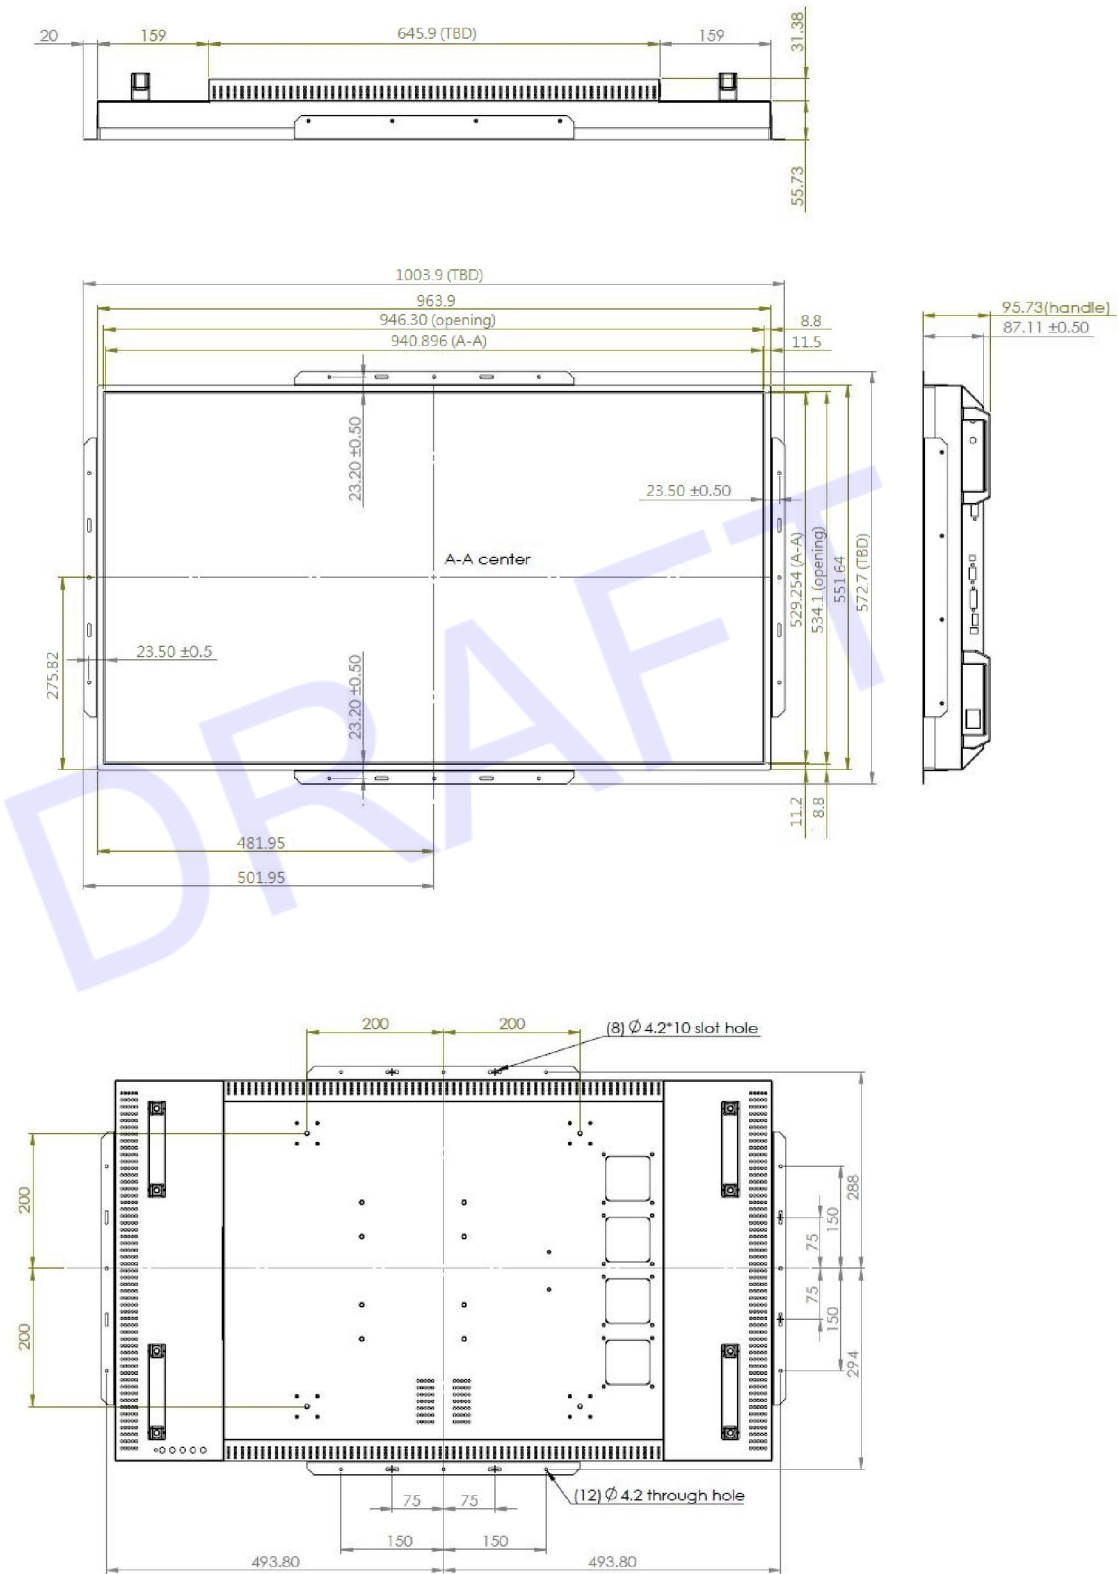 20
159
645.9 (TBD)
159
31.38
55.73
1003.9 (TBD)
963.9
946.30 (opening)
8.8
940.896 (A-A)
11.5
95.73(handle)
87.11 ±0.50
23.20 ±0.50
23.50 ±0.50
A-A center
529.254 (A-A)
534.1 (opening)
551.64
572.7 (TBD)
275.82
23.50 ±0.5
23.20 ±0.50
11.2
8.8
481.95
501.95
DRAFT
200
200
(8) Ø 4.2*10 slot hole
200
200
288
150
75
75
150
294
(12) Ø 4.2 through hole
75
75
150
150
493.80
493.80